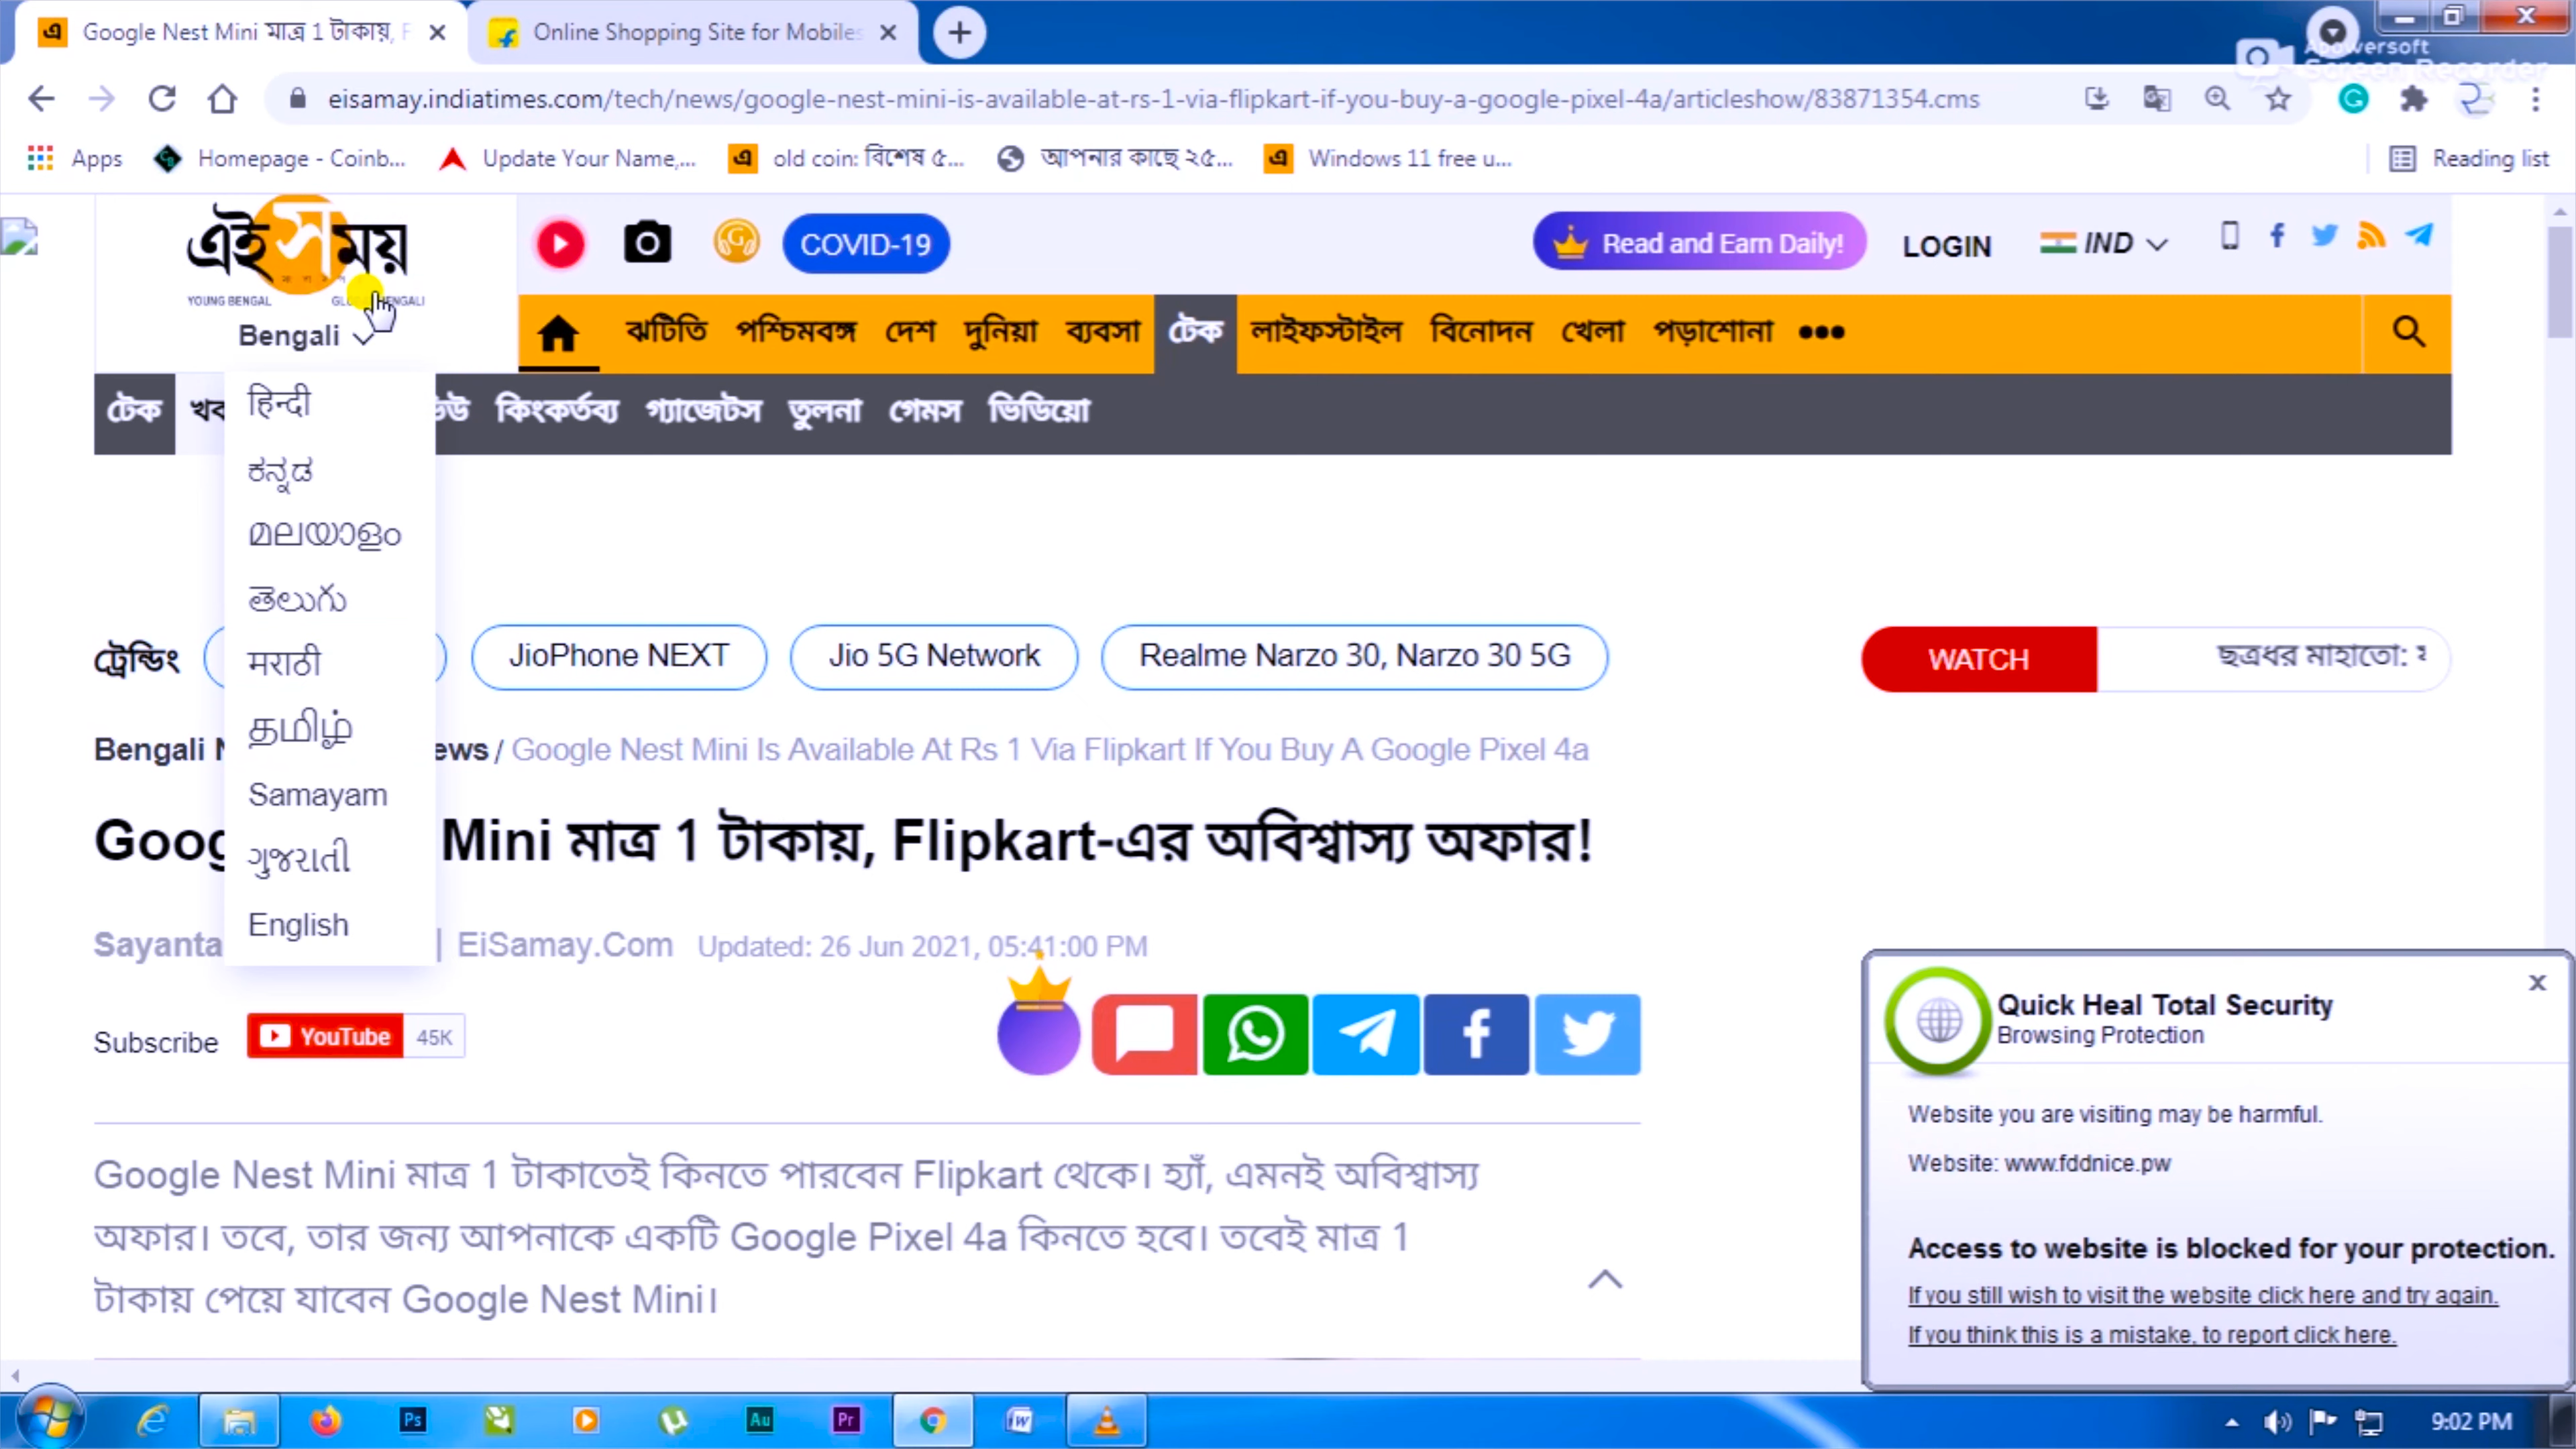 Google Nest Mini মাত্র 1 টাকায়,
Online Shopping Site for Mobiles
Apowersoft
Screen Recorder
eisamay.indiatimes.com/tech/news/google-nest-mini-is-available-at-rs-1-via-flipkart-if-you-buy-a-google-pixel-4a/articleshow/83871354.cms
Apps Homepage - Coinb... Update Your Name,... old coin: বিশেষ ৫... আপনার কাছে ২৫... Windows 11 free u... Reading list
এই সময়
YOUNG BENGAL
Bengali
COVID-19 Read and Earn Daily! LOGIN IND
ঝটিতি পশ্চিমবঙ্গ দেশ দুনিয়া ব্যবসা টেক লাইফস্টাইল বিনোদন খেলা পড়াশোনা •••
টেক কিংকর্তব্য গ্যাজেটস তুলনা গেমস ভিডিয়ো
हिन्दी
ಕನ್ನಡ
മലയാളം
తెలుగు
मराठी
தமிழ்
Samayam
ગુજરાતી
English
ট্রেন্ডিং JioPhone NEXT Jio 5G Network Realme Narzo 30, Narzo 30 5G WATCH ছত্রধর মাহাতো:
Bengali / Google Nest Mini Is Available At Rs 1 Via Flipkart If You Buy A Google Pixel 4a
Mini মাত্র 1 টাকায়, Flipkart-এর অবিশ্বাস্য অফার!
| EiSamay.Com Updated: 26 Jun 2021, 05:41:00 PM
Subscribe YouTube 45K
Google Nest Mini মাত্র 1 টাকাতেই কিনতে পারবেন Flipkart থেকে। হ্যাঁ, এমনই অবিশ্বাস্য
অফার। তবে, তার জন্য আপনাকে একটি Google Pixel 4a কিনতে হবে। তবেই মাত্র 1
টাকায় পেয়ে যাবেন Google Nest Mini।
Quick Heal Total Security
Browsing Protection
Website you are visiting may be harmful.
Website: www.fddnice.pw
Access to website is blocked for your protection.
If you still wish to visit the website click here and try again.
If you think this is a mistake, to report click here.
Ps Au Pr
9:02 PM